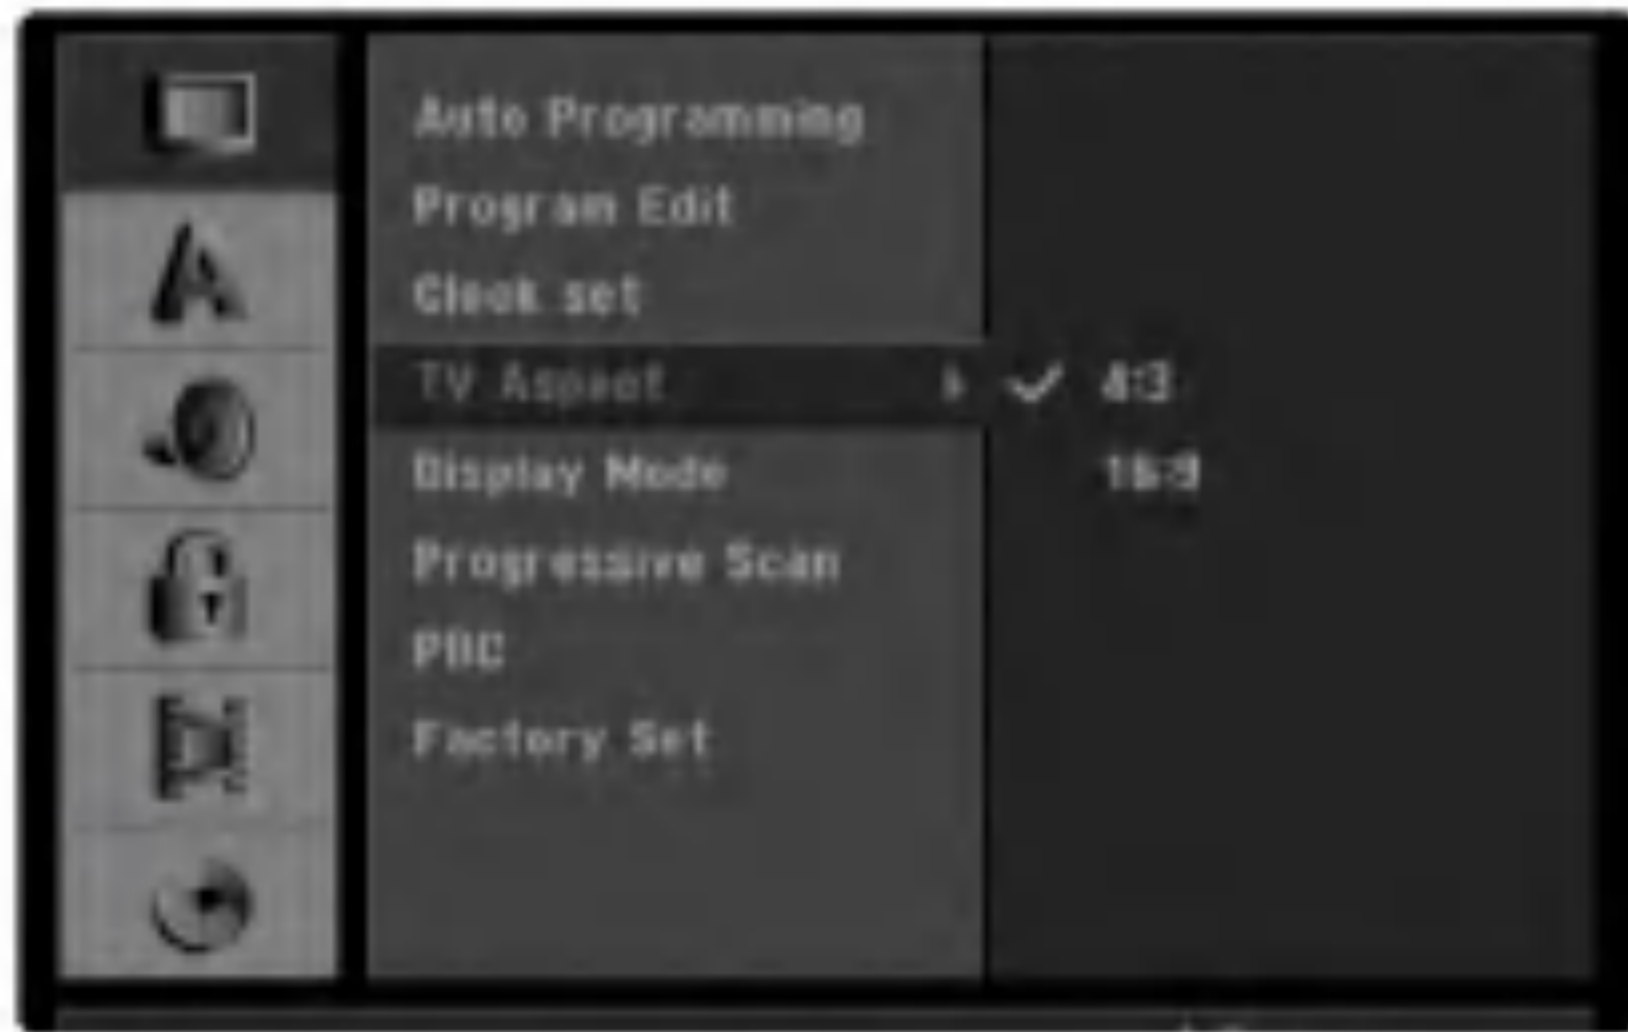 Auto Programming
Program Edit
Clock set
TV Aspect
4:3
Display Mode
16:9
Progressive Scan
PBC
Factory Set